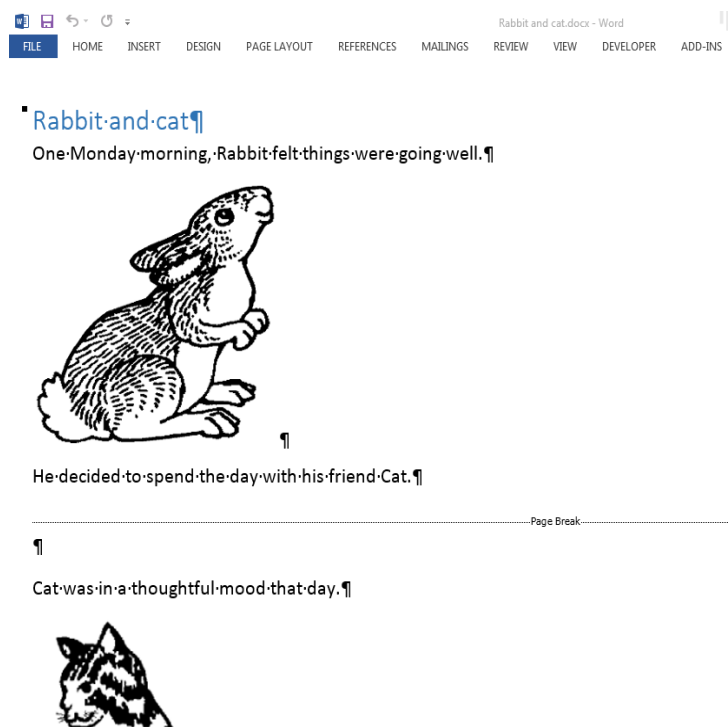 Rabbit and cat.docx - Word
FILE HOME INSERT DESIGN PAGE LAYOUT REFERENCES MAILINGS REVIEW VIEW DEVELOPER ADD-INS
Rabbit·and·cat¶
One·Monday·morning,·Rabbit·felt·things·were·going·well.¶
¶
He·decided·to·spend·the·day·with·his·friend·Cat.¶
Page Break
¶
Cat·was·in·a·thoughtful·mood·that·day.¶